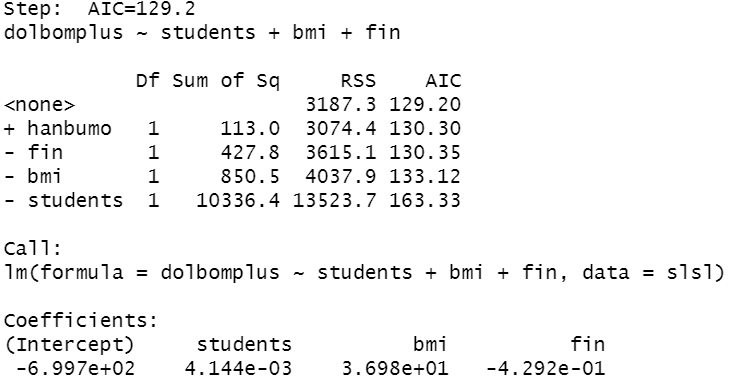 Step:  AIC=129.2
dolbomplus ~ students + bmi + fin
Df Sum of Sq     RSS    AIC
<none>                  3187.3 129.20
+ hanbumo   1     113.0  3074.4 130.30
- fin       1     427.8  3615.1 130.35
- bmi       1     850.5  4037.9 133.12
- students  1   10336.4 13523.7 163.33
Call:
lm(formula = dolbomplus ~ students + bmi + fin, data = slsl)
Coefficients:
(Intercept)     students          bmi          fin
-6.997e+02    4.144e-03    3.698e+01   -4.292e-01